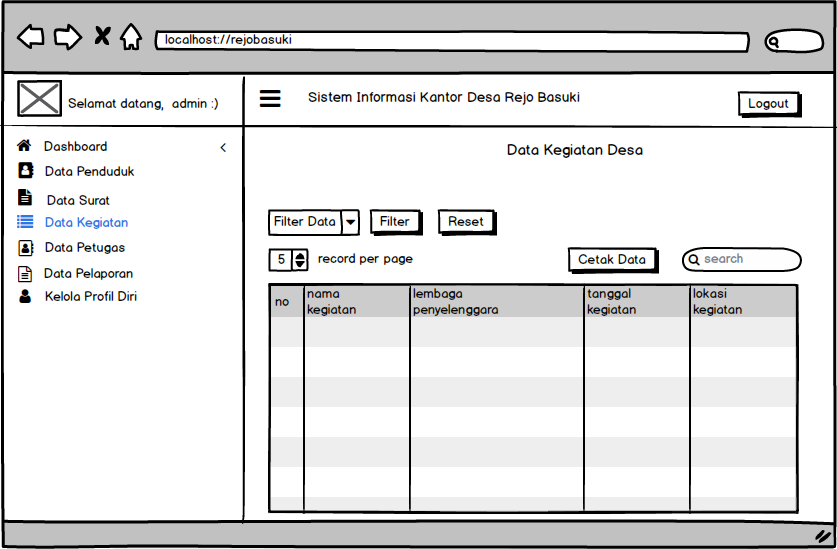 localhost://rejobasuki
Selamat datang, admin :)
Sistem Informasi Kantor Desa Rejo Basuki
Logout
Dashboard
Data Penduduk
Data Surat
Data Kegiatan
Data Petugas
Data Pelaporan
Kelola Profil Diri
Data Kegiatan Desa
Filter Data
Filter
Reset
5
record per page
Cetak Data
search
no
nama
kegiatan
lembaga
penyelenggara
tanggal
kegiatan
lokasi
kegiatan